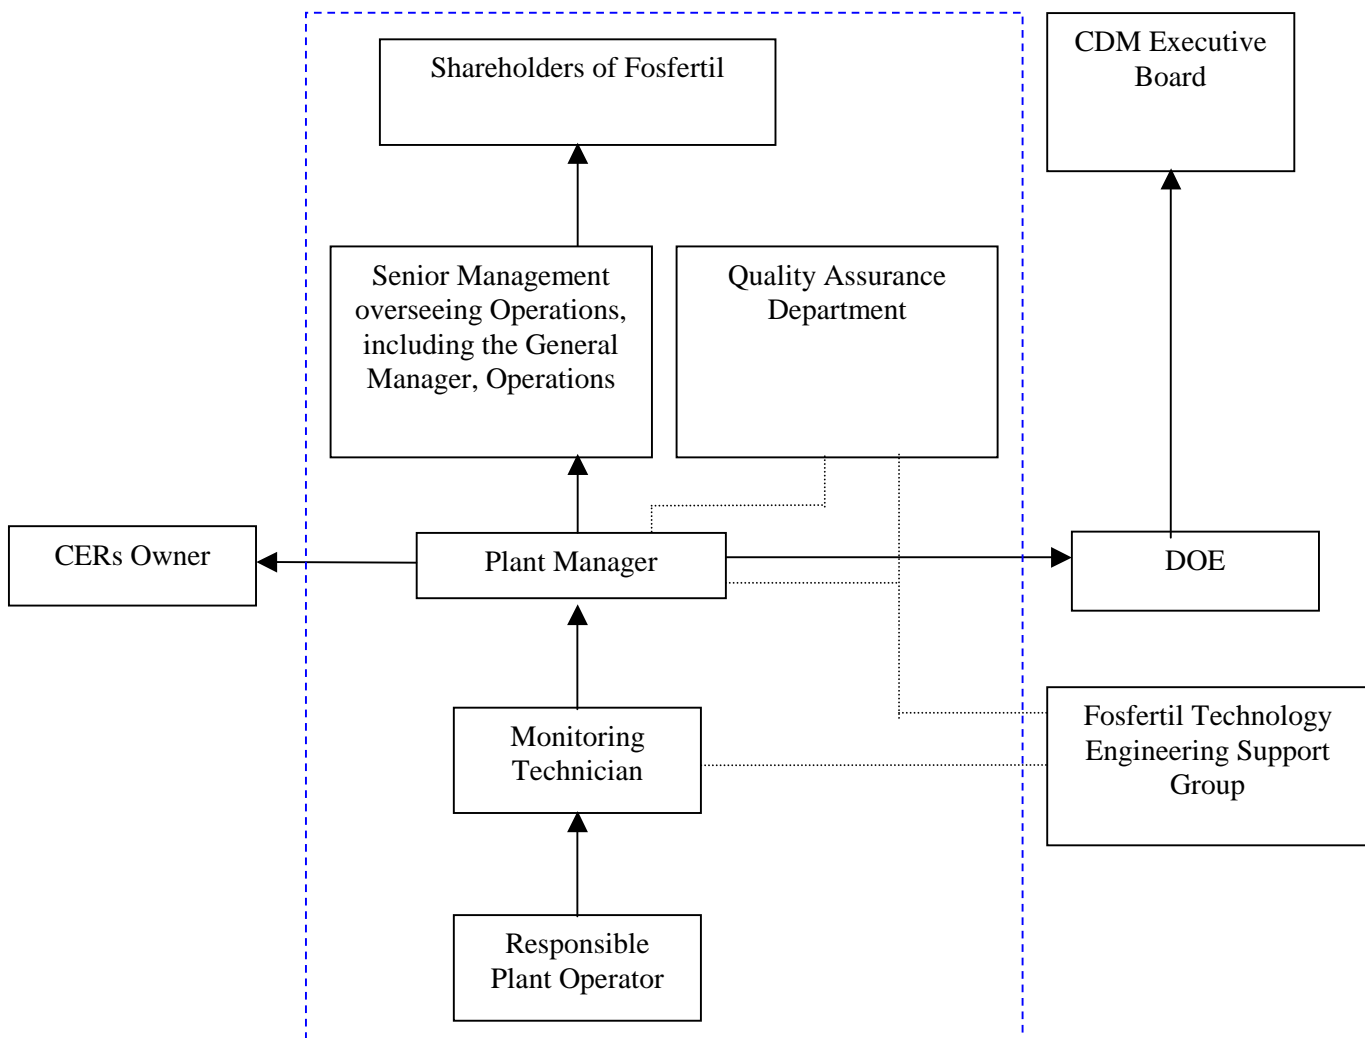 Shareholders of Fosfertil
CDM Executive
Board
Senior Management
overseeing Operations,
including the General
Manager, Operations
Quality Assurance
Department
CERs Owner
Plant Manager
DOE
Monitoring
Technician
Fosfertil Technology
Engineering Support
Group
Responsible
Plant Operator